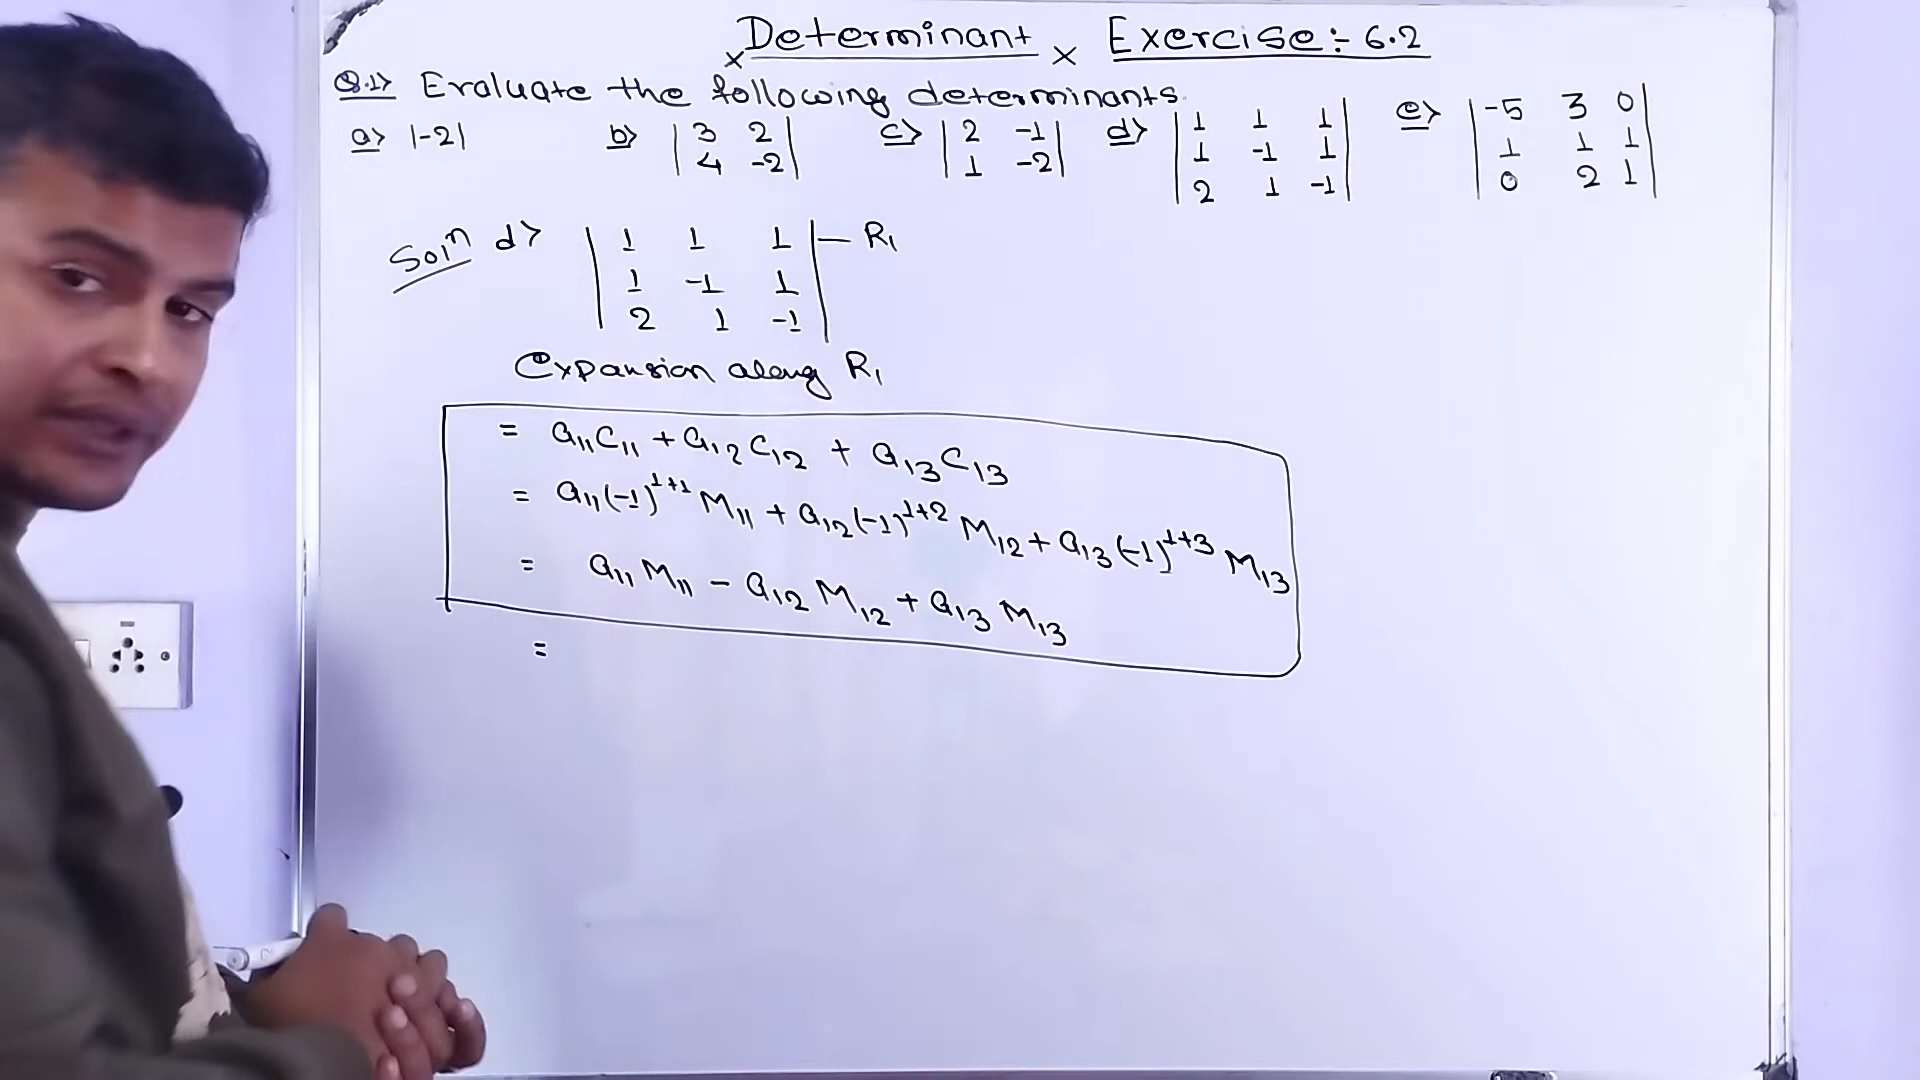 Determinant Exercise:- 6.2
Q.1> Evaluate the following determinants.
a> |-2| b> |3 2| c> |2 -1| d> |1 1 1| e> |-5 3 0|
|4 -2| |1 -2| |1 -1 1| |1 1 1|
|2 1 -1| |0 2 1|
Solⁿ d> |1 1 1| — R₁
|1 -1 1|
|2 1 -1|
expansion along R₁
= a₁₁C₁₁ + a₁₂C₁₂ + a₁₃C₁₃
= a₁₁(-1)¹⁺¹ M₁₁ + a₁₂(-1)¹⁺² M₁₂ + a₁₃(-1)¹⁺³ M₁₃
= a₁₁M₁₁ - a₁₂M₁₂ + a₁₃M₁₃
=